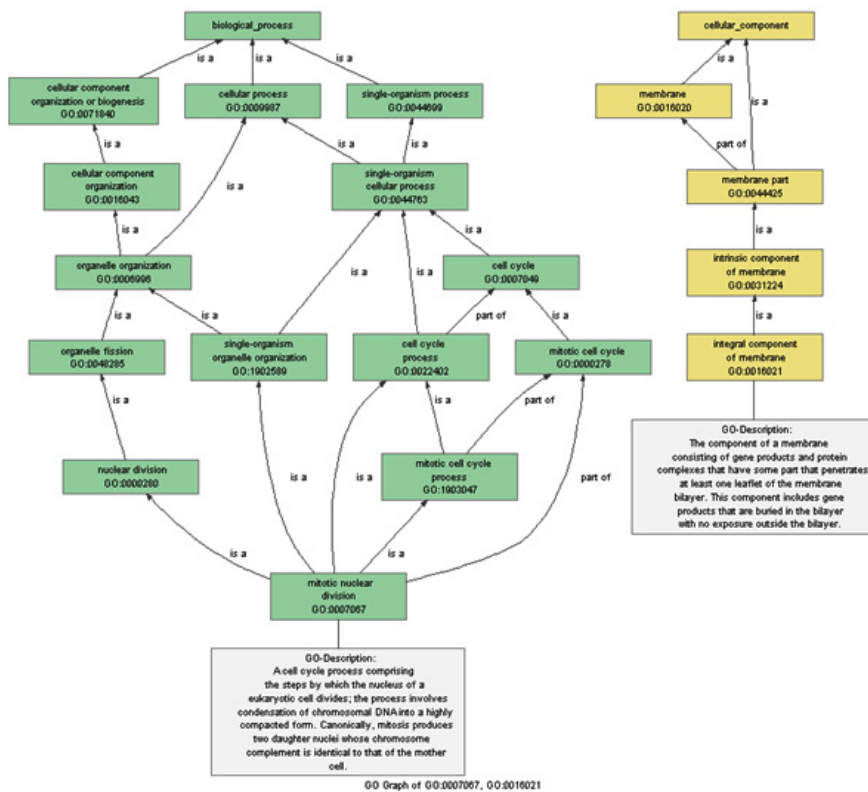 biological_process
cellular_component
is a
is a
is a
is a
cellular component
organization or biogenesis
GO:0071840
cellular process
GO:0009987
single-organism process
GO:0044699
membrane
GO:0016020
is a
is a
is a
is a
part of
cellular component
organization
GO:0016043
single-organism
cellular process
GO:0044763
membrane part
GO:0044425
is a
is a
is a
is a
organelle organization
GO:0006996
is a
cell cycle
GO:0007049
intrinsic component
of membrane
GO:0031224
is a
is a
part of
is a
is a
organelle fission
GO:0048285
single-organism
organelle organization
GO:1902589
cell cycle
process
GO:0022402
mitotic cell cycle
GO:0000278
integral component
of membrane
GO:0016021
is a
is a
part of
GO-Description:
The component of a membrane
consisting of gene products and protein
complexes that have some part that penetrates
at least one leaflet of the membrane
bilayer. This component includes gene
products that are buried in the bilayer
with no exposure outside the bilayer.
nuclear division
GO:0000280
is a
is a
mitotic cell cycle
process
GO:1903047
part of
is a
is a
mitotic nuclear
division
GO:0007067
GO-Description:
A cell cycle process comprising
the steps by which the nucleus of a
eukaryotic cell divides; the process involves
condensation of chromosomal DNA into a highly
compacted form. Canonically, mitosis produces
two daughter nuclei whose chromosome
complement is identical to that of the mother
cell.
GO Graph of GO:0007067, GO:0016021